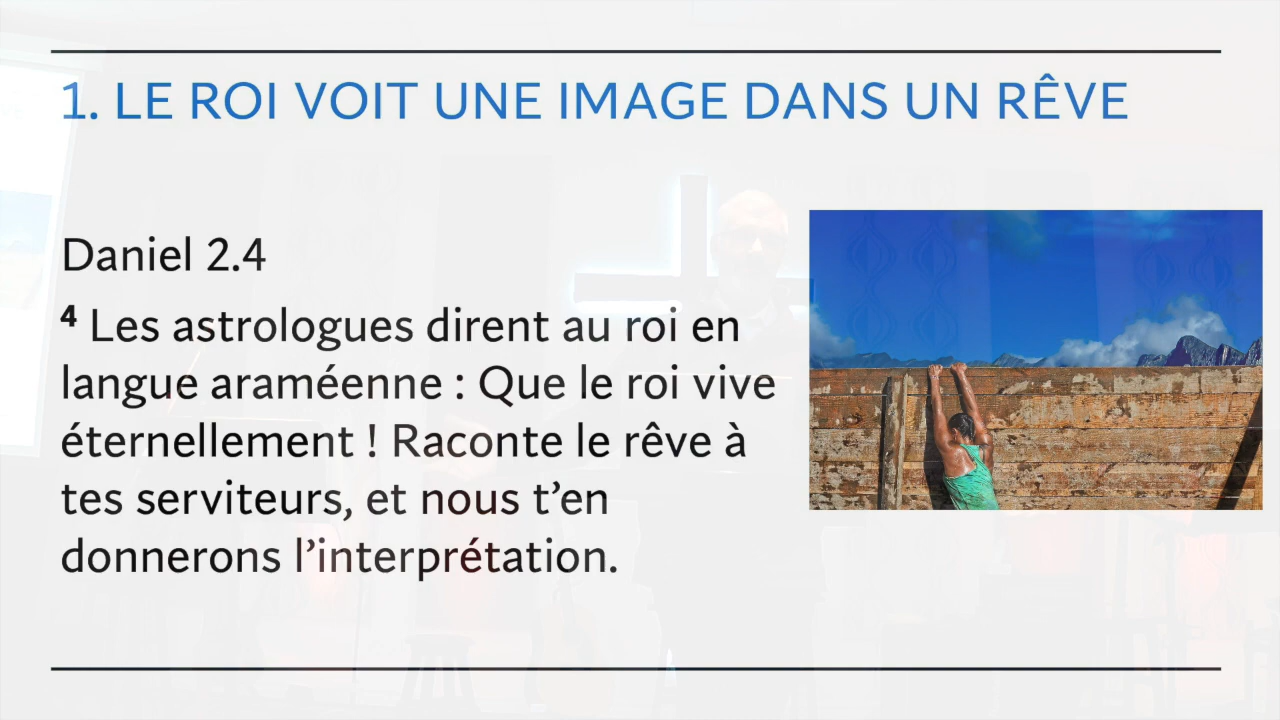 1. LE ROI VOIT UNE IMAGE DANS UN RÊVE
Daniel 2.4
⁴ Les astrologues dirent au roi en
langue araméenne : Que le roi vive
éternellement ! Raconte le rêve à
tes serviteurs, et nous t’en
donnerons l’interprétation.